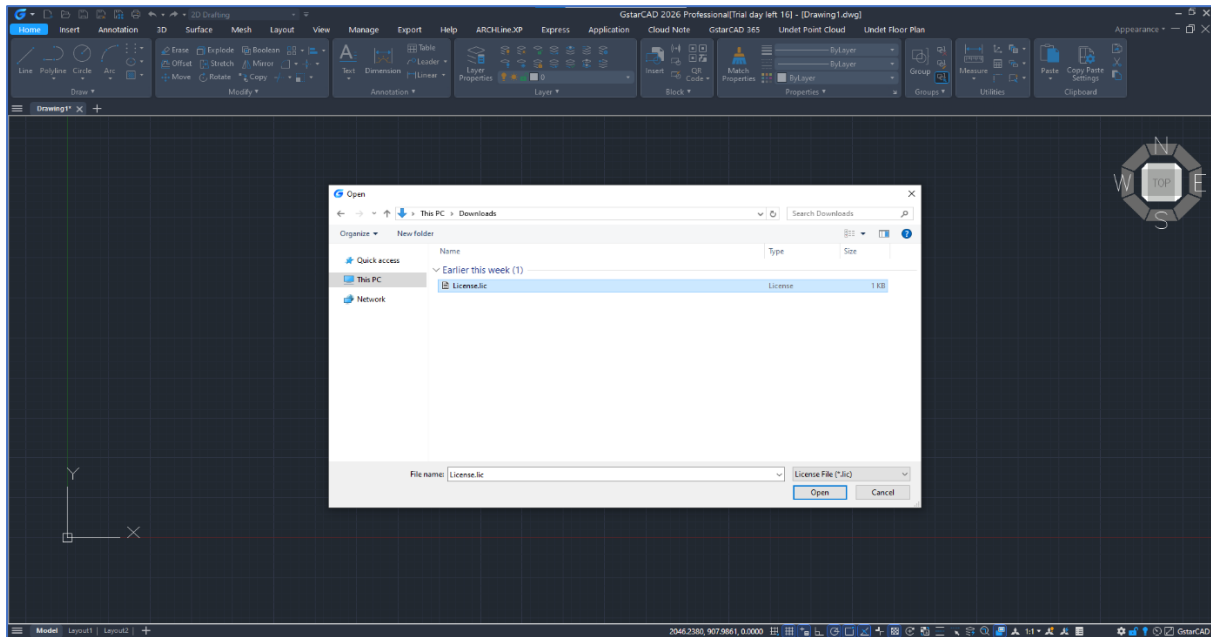 2D Drafting
GstarCAD 2026 Professional[Trial day left 16] - [Drawing1.dwg]
Home Insert Annotation 3D Surface Mesh Layout View Manage Export Help ARCHLine.XP Express Application Cloud Note GstarCAD 365 Undet Point Cloud Undet Floor Plan Appearance
Line Polyline Circle Arc
Erase Explode Boolean
Offset Stretch Mirror
Move Rotate Copy
Text Dimension
Table
Leader
Linear
Layer Properties
0
Insert
QR Code
Match Properties
ByLayer
ByLayer
ByLayer
Group
Measure
Paste
Copy Paste Settings
Draw Modify Annotation Layer Block Properties Groups Utilities Clipboard
Drawing1*
N
W TOP E
S
Open
This PC > Downloads
Search Downloads
Organize New folder
Name Type Size
Quick access
This PC
Network
Earlier this week (1)
License.lic License 1 KB
File name: License.lic
License File (*.lic)
Open Cancel
Y
X
Model Layout1 Layout2
2046.2380, 907.9861, 0.0000
1:1
GstarCAD